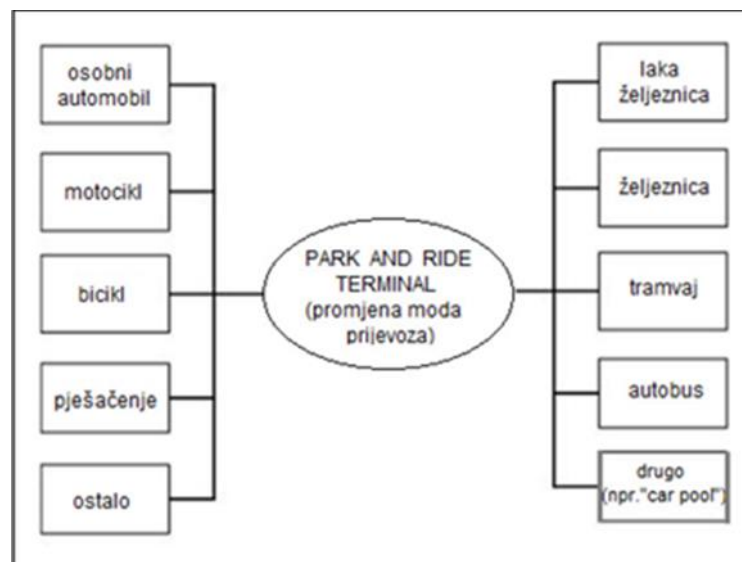 osobni
automobil
motocikl
bicikl
pješačenje
ostalo
PARK AND RIDE
TERMINAL
(promjena moda
prijevoza)
laka
željeznica
željeznica
tramvaj
autobus
drugo
(npr."car pool")